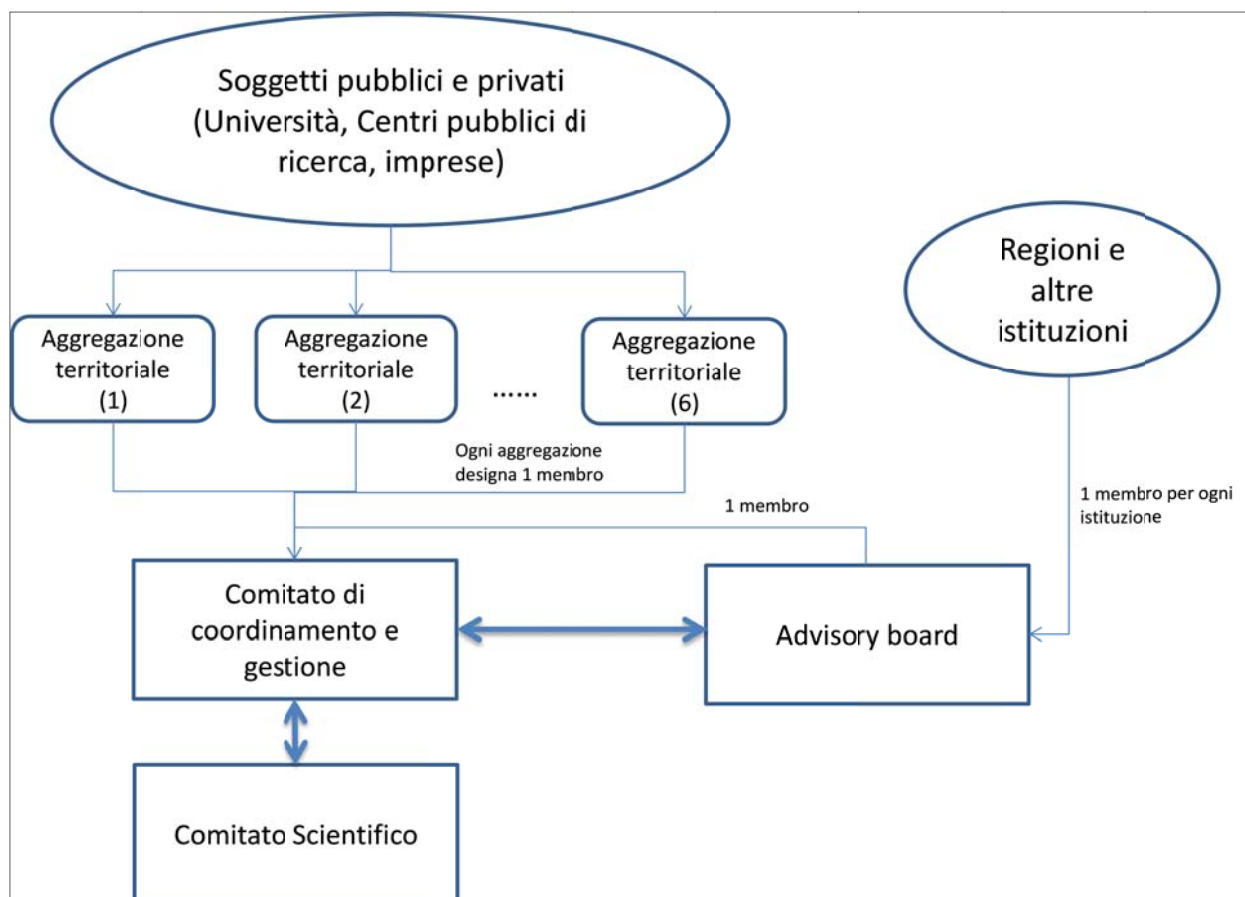 Soggetti pubblici e privati
(Università, Centri pubblici di
ricerca, imprese)
Regioni e
altre
istituzioni
Aggregazione
territoriale
(1)
Aggregazione
territoriale
(2)
......
Aggregazione
territoriale
(6)
Ogni aggregazione
designa 1 membro
1 membro
1 membro per ogni
istituzione
Comitato di
coordinamento e
gestione
Advisory board
Comitato Scientifico